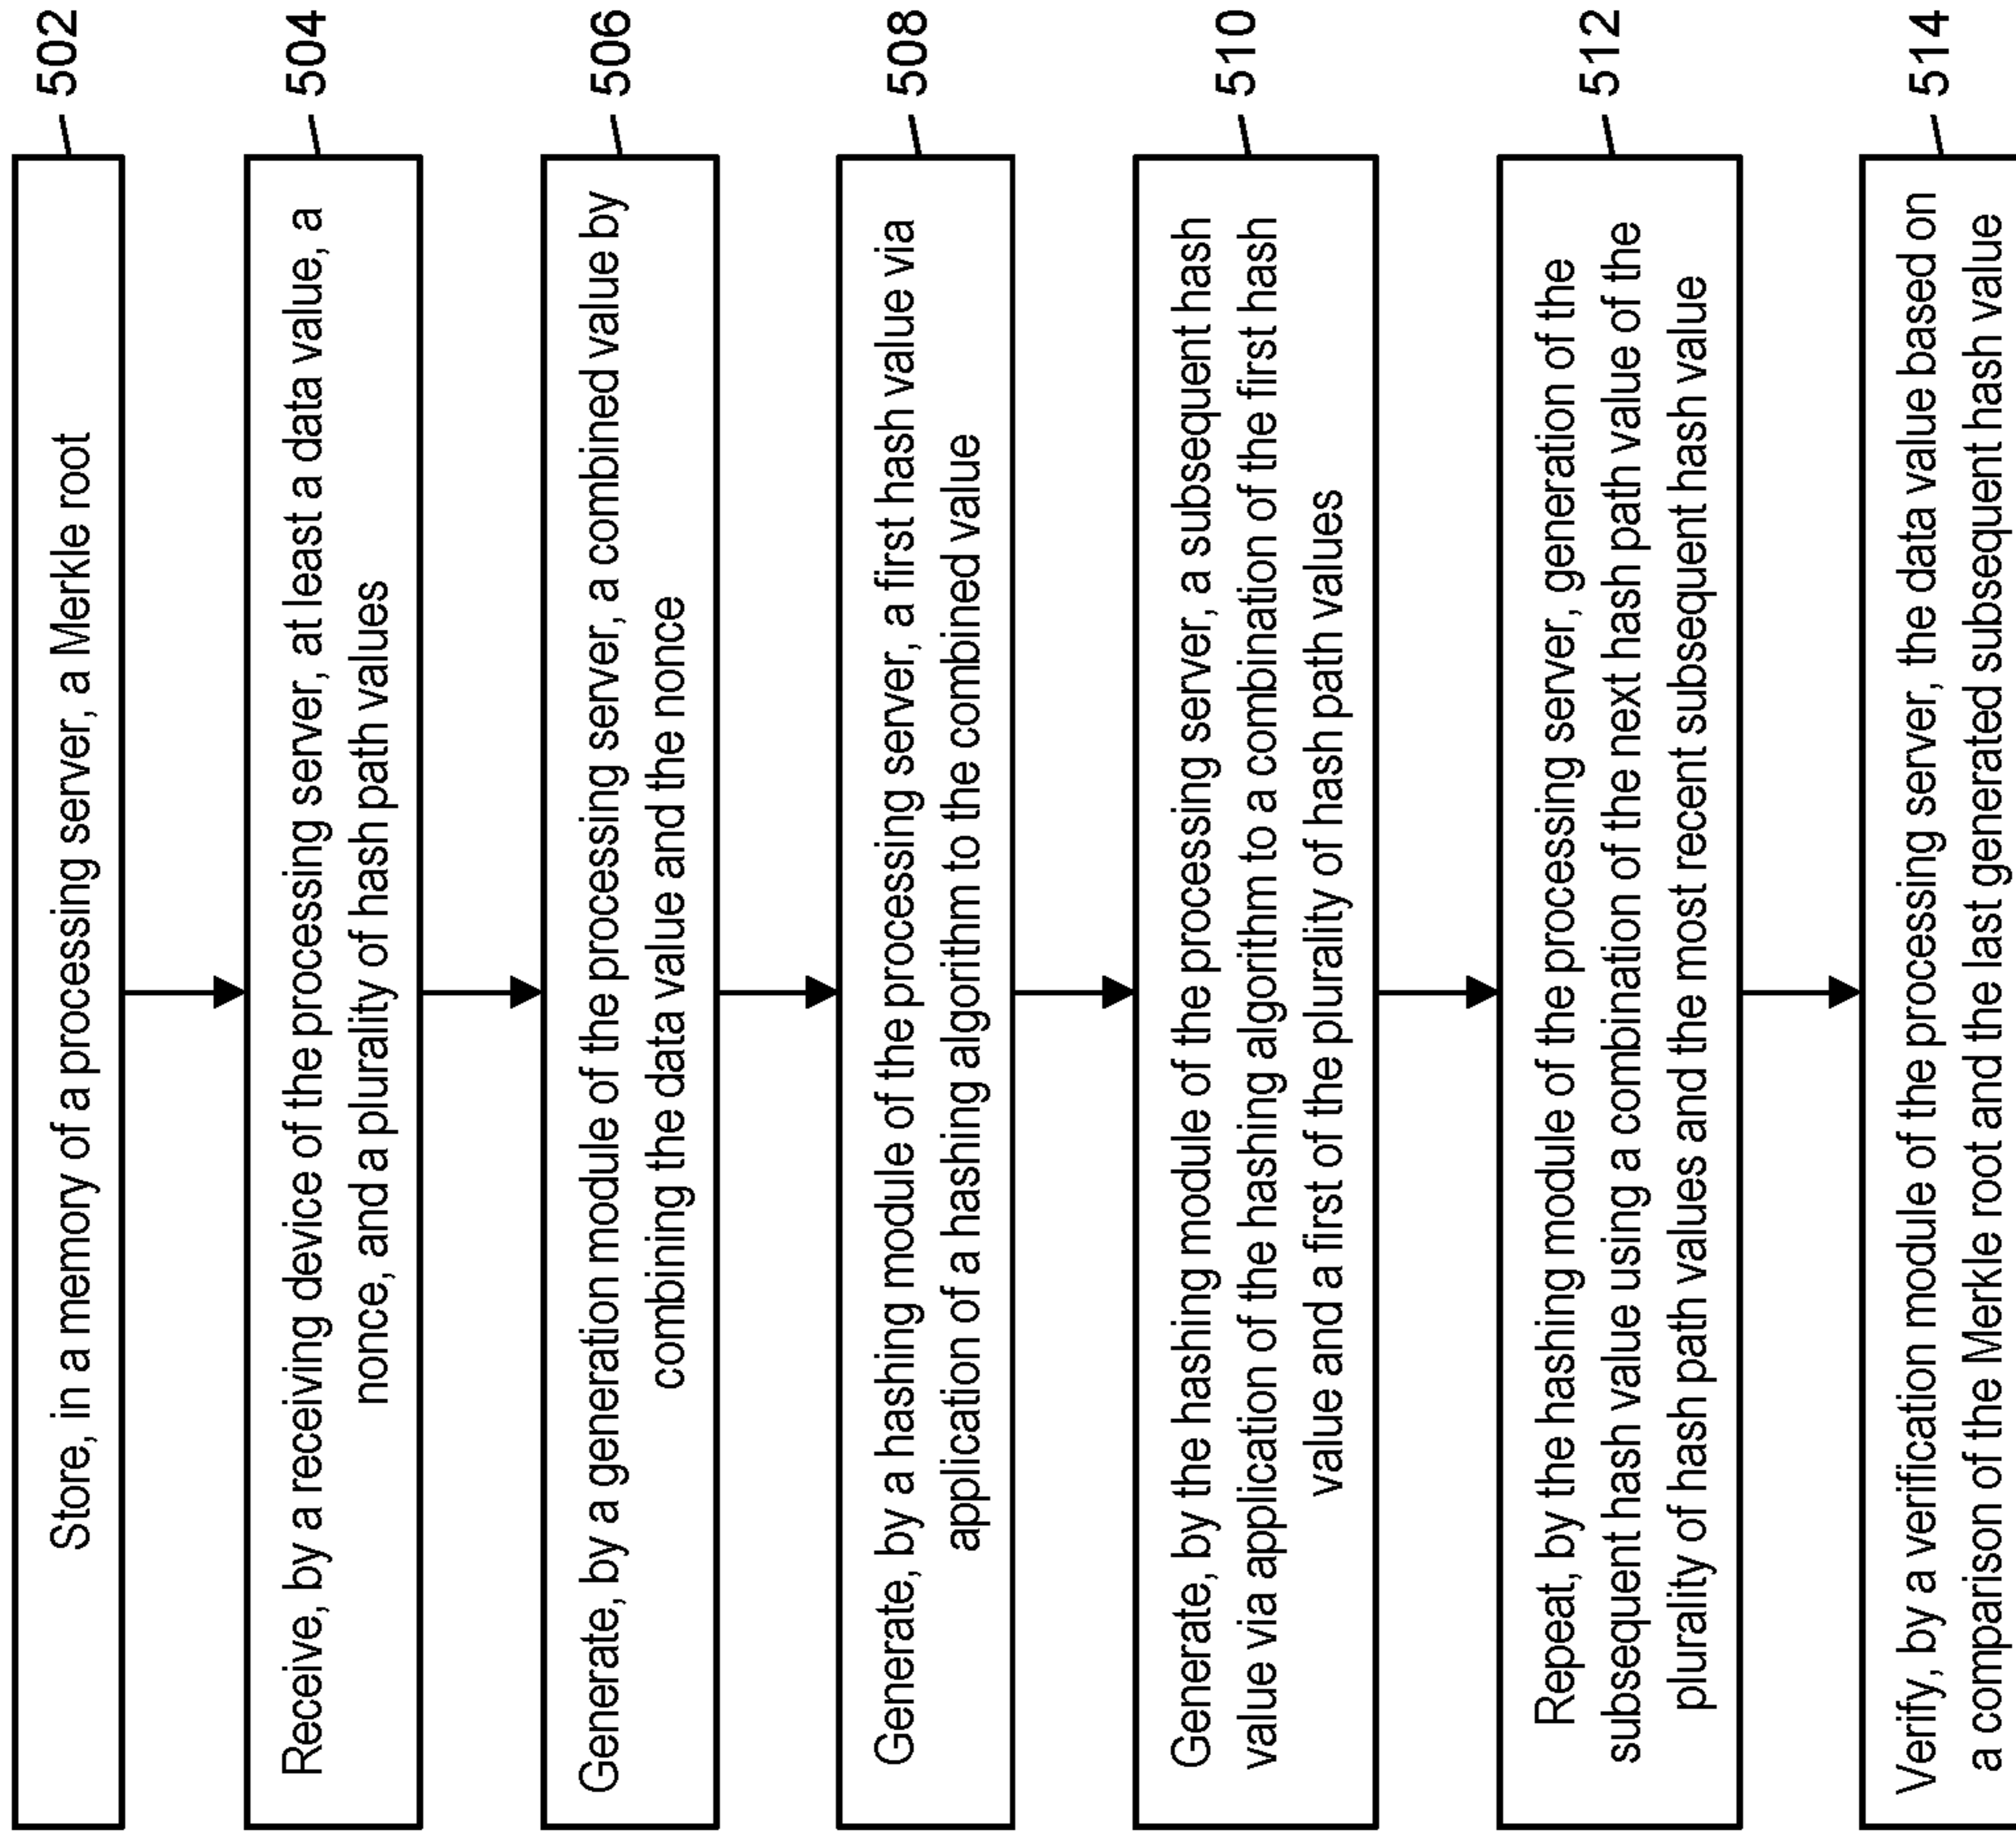 502
Store, in a memory of a processing server, a Merkle root
504
Receive, by a receiving device of the processing server, at least a data value, a
nonce, and a plurality of hash path values
506
Generate, by a generation module of the processing server, a combined value by
combining the data value and the nonce
508
Generate, by a hashing module of the processing server, a first hash value via
application of a hashing algorithm to the combined value
510
Generate, by the hashing module of the processing server, a subsequent hash
value via application of the hashing algorithm to a combination of the first hash
value and a first of the plurality of hash path values
512
Repeat, by the hashing module of the processing server, generation of the
subsequent hash value using a combination of the next hash path value of the
plurality of hash path values and the most recent subsequent hash value
514
Verify, by a verification module of the processing server, the data value based on
a comparison of the Merkle root and the last generated subsequent hash value